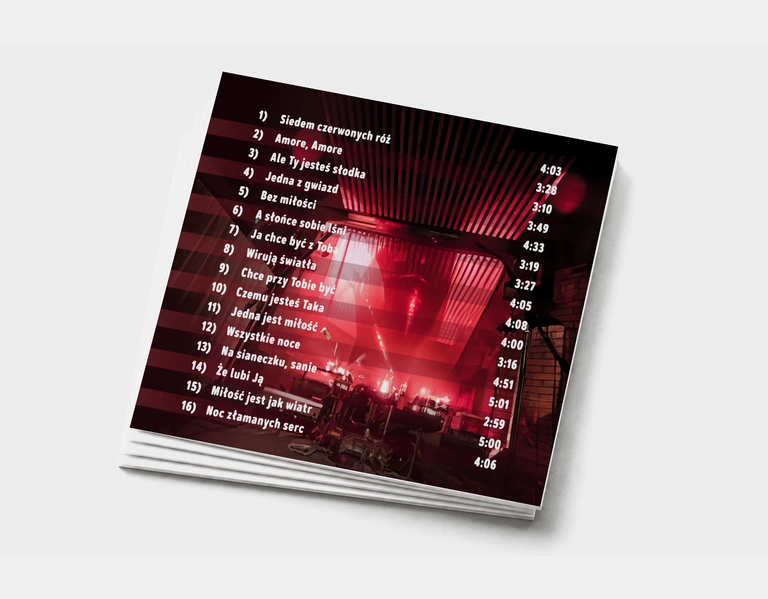 1) Siedem czerwonych róż 4:03
2) Amore, Amore 3:28
3) Ale Ty jesteś słodka 3:10
4) Jedna z gwiazd 3:49
5) Bez miłości 4:33
6) A słońce sobie lśni 3:19
7) Ja chce być z Tobą 3:27
8) Wirują światła 4:05
9) Chce przy Tobie być 4:08
10) Czemu jesteś Taka 4:00
11) Jedna jest miłość 3:16
12) Wszystkie noce 4:51
13) Na sianeczku, sanie 5:01
14) Że lubi Ją 2:59
15) Miłość jest jak wiatr 5:00
16) Noc złamanych serc 4:06